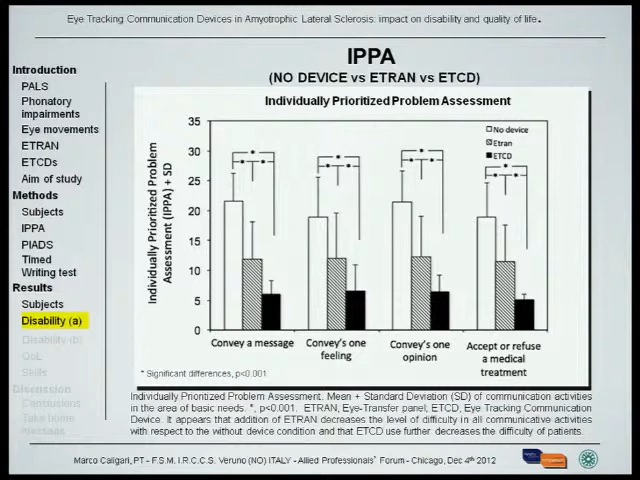 Eye Tracking Communication Devices in Amyotrophic Lateral Sclerosis: impact on disability and quality of life.
Introduction
PALS
Phonatory
impairments
Eye movements
ETRAN
ETCDs
Aim of study
Methods
Subjects
IPPA
PIADS
Timed
Writing test
Results
Subjects
Disability (a)
Disability (b)
QoL
Skills
Discussion
Conclusions
Take home
message
IPPA
(NO DEVICE vs ETRAN vs ETCD)
Individually Prioritized Problem Assessment
Individually Prioritized Problem
Assessment (IPPA) + SD
35
30
25
20
15
10
5
0
No device
Etran
ETCD
* * *
* * *
* * *
* * *
Convey a message
Convey's one
feeling
Convey's one
opinion
Accept or refuse
a medical
treatment
* Significant differences, p<0.001
Individually Prioritized Problem Assessment. Mean + Standard Deviation (SD) of communication activities
in the area of basic needs. *, p<0.001. ETRAN, Eye-Transfer panel; ETCD, Eye Tracking Communication
Device. It appears that addition of ETRAN decreases the level of difficulty in all communicative activities
with respect to the without device condition and that ETCD use further decreases the difficulty of patients.
Marco Caligari, PT - F.S.M. I.R.C.C.S. Veruno (NO) ITALY - Allied Professionals' Forum - Chicago, Dec 4th 2012